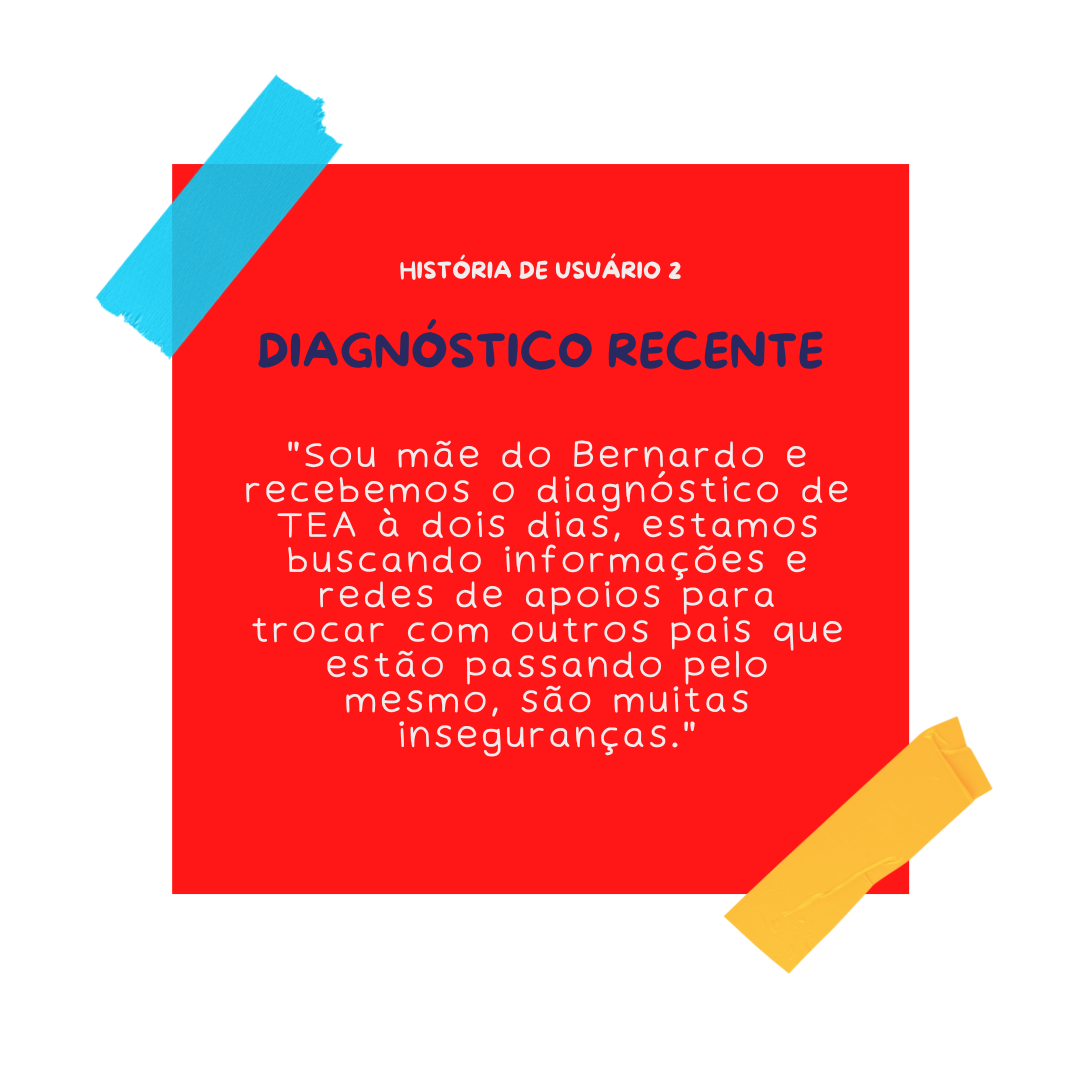 HISTÓRIA DE USUÁRIO 2
DIAGNÓSTICO RECENTE
"Sou mãe do Bernardo e
recebemos o diagnóstico de
TEA à dois dias, estamos
buscando informações e
redes de apoios para
trocar com outros pais que
estão passando pelo
mesmo, são muitas
inseguranças."